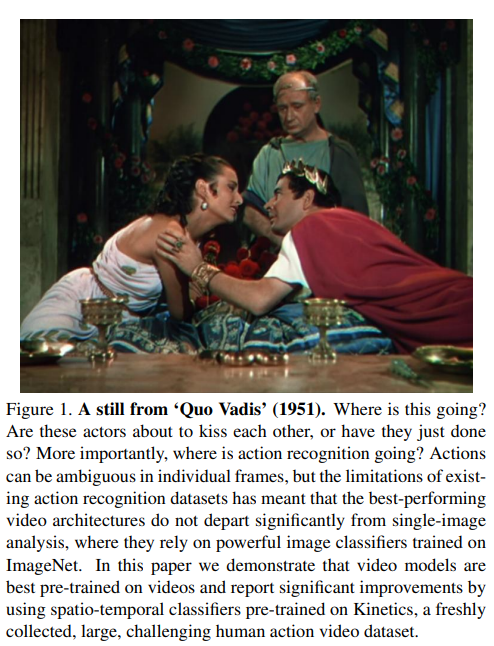 Figure 1. A still from ‘Quo Vadis’ (1951). Where is this going?
Are these actors about to kiss each other, or have they just done
so? More importantly, where is action recognition going? Actions
can be ambiguous in individual frames, but the limitations of exist-
ing action recognition datasets has meant that the best-performing
video architectures do not depart significantly from single-image
analysis, where they rely on powerful image classifiers trained on
ImageNet. In this paper we demonstrate that video models are
best pre-trained on videos and report significant improvements by
using spatio-temporal classifiers pre-trained on Kinetics, a freshly
collected, large, challenging human action video dataset.